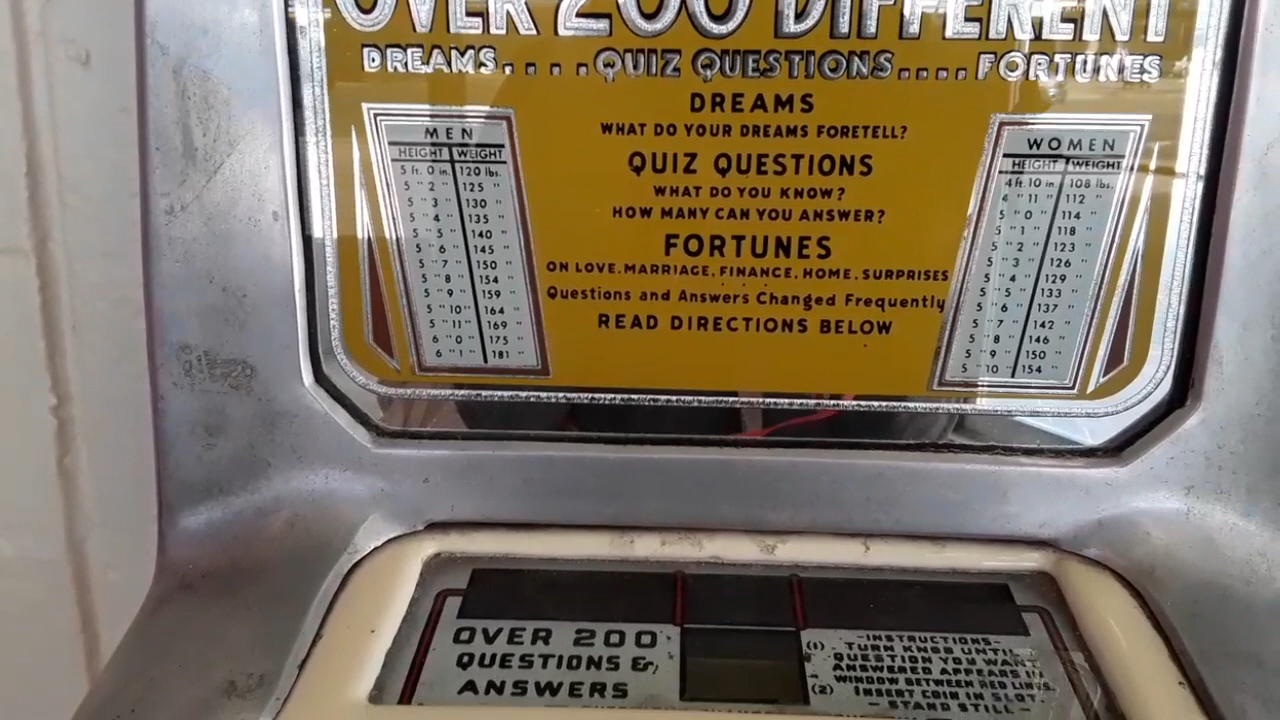 OVER 200 DIFFERENT
DREAMS....QUIZ QUESTIONS....FORTUNES
DREAMS
WHAT DO YOUR DREAMS FORETELL?
QUIZ QUESTIONS
WHAT DO YOU KNOW?
HOW MANY CAN YOU ANSWER?
FORTUNES
ON LOVE. MARRIAGE, FINANCE, HOME, SURPRISES
Questions and Answers Changed Frequently
READ DIRECTIONS BELOW
MEN
HEIGHT WEIGHT
5 ft. 0 in. 120 lbs.
5 " 2 " 125 "
5 " 3 " 130 "
5 " 4 " 135 "
5 " 5 " 140 "
5 " 6 " 145 "
5 " 7 " 150 "
5 " 8 " 154 "
5 " 9 " 159 "
5 " 10 " 164 "
5 " 11 " 169 "
6 " 0 " 175 "
6 " 1 " 181 "
WOMEN
HEIGHT WEIGHT
4 ft. 10 in. 108 lbs.
4 " 11 " 112 "
5 " 0 " 114 "
5 " 1 " 118 "
5 " 2 " 123 "
5 " 3 " 126 "
5 " 4 " 129 "
5 " 5 " 133 "
5 " 6 " 137 "
5 " 7 " 142 "
5 " 8 " 146 "
5 " 9 " 150 "
5 " 10 " 154 "
OVER 200
QUESTIONS &
ANSWERS
-INSTRUCTIONS-
(1) TURN KNOB UNTIL
QUESTION YOU WANT
ANSWERED APPEARS IN
WINDOW BETWEEN RED LINES.
(2) INSERT COIN IN SLOT.
- STAND STILL -